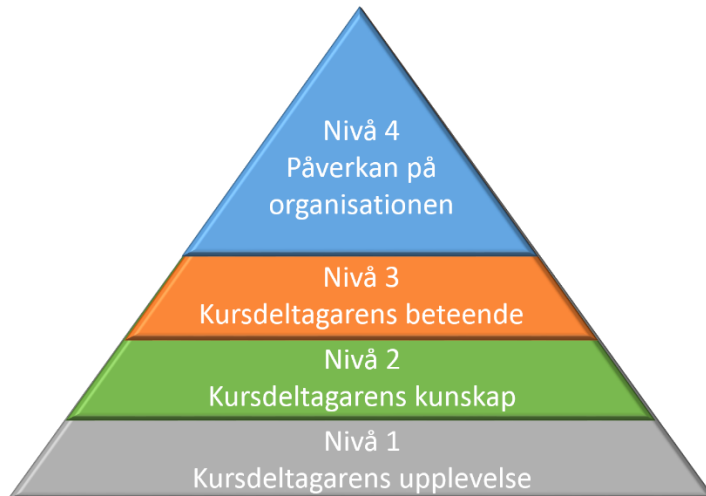 Nivå 4
Påverkan på
organisationen
Nivå 3
Kursdeltagarens beteende
Nivå 2
Kursdeltagarens kunskap
Nivå 1
Kursdeltagarens upplevelse